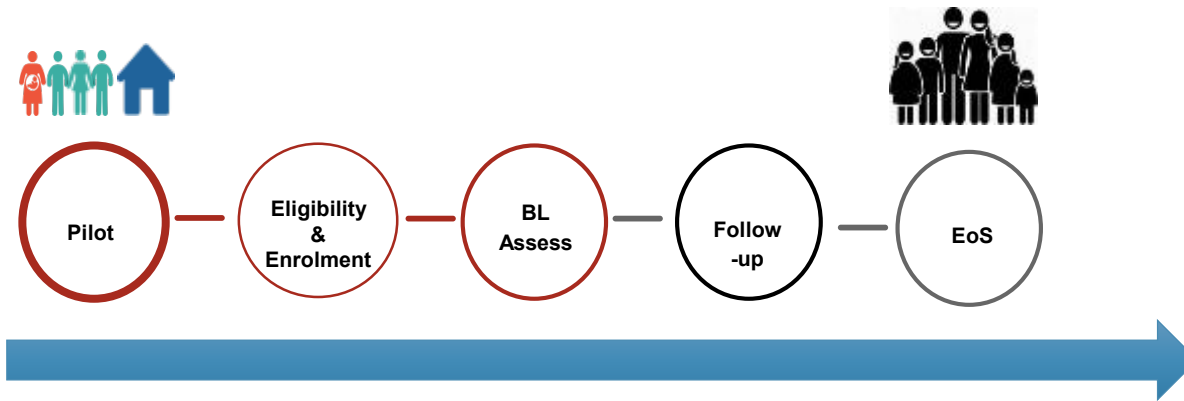 Pilot
Eligibility
&
Enrolment
BL
Assess
Follow
-up
EoS